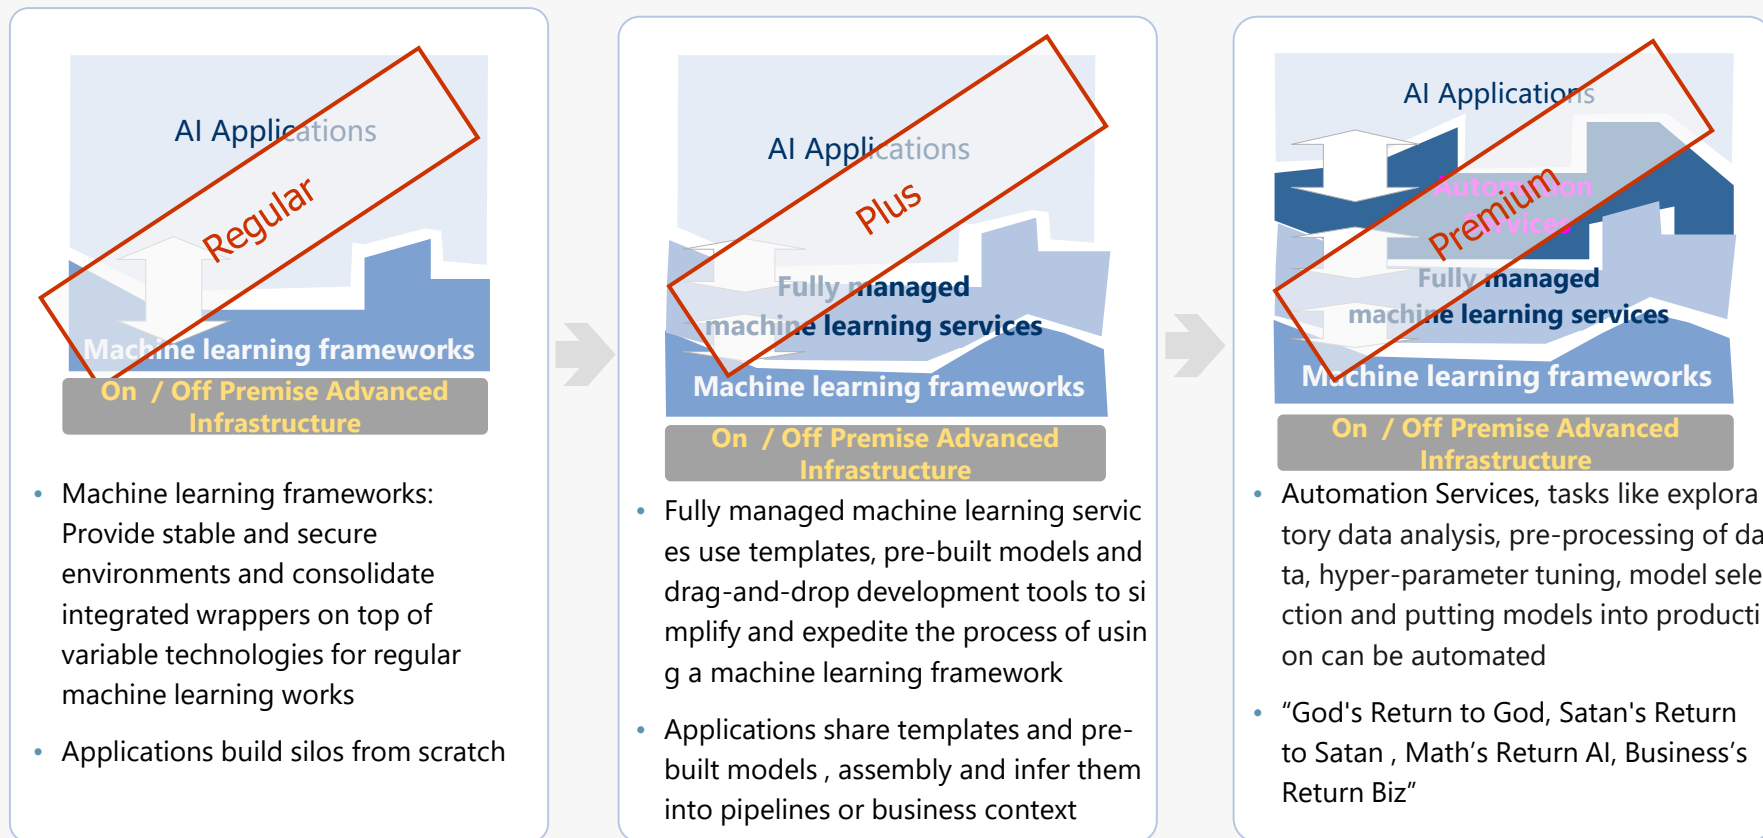 AI Applications
Regular
Machine learning frameworks
On / Off Premise Advanced
Infrastructure
• Machine learning frameworks:
Provide stable and secure
environments and consolidate
integrated wrappers on top of
variable technologies for regular
machine learning works
• Applications build silos from scratch
AI Applications
Plus
Fully managed
machine learning services
Machine learning frameworks
On / Off Premise Advanced
Infrastructure
• Fully managed machine learning servic
es use templates, pre-built models and
drag-and-drop development tools to si
mplify and expedite the process of usin
g a machine learning framework
• Applications share templates and pre-
built models , assembly and infer them
into pipelines or business context
AI Applications
Automation
Services
Premium
Fully managed
machine learning services
Machine learning frameworks
On / Off Premise Advanced
Infrastructure
• Automation Services, tasks like explora
tory data analysis, pre-processing of da
ta, hyper-parameter tuning, model sele
ction and putting models into producti
on can be automated
• “God's Return to God, Satan's Return
to Satan , Math’s Return AI, Business’s
Return Biz”